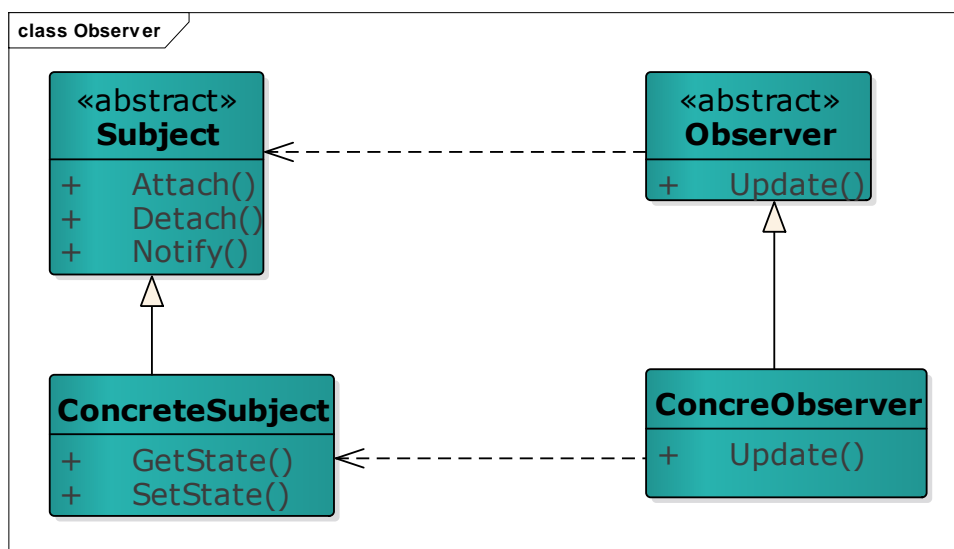 class Observer
«abstract»
Subject
+ Attach()
+ Detach()
+ Notify()
«abstract»
Observer
+ Update()
ConcreteSubject
+ GetState()
+ SetState()
ConcreObserver
+ Update()